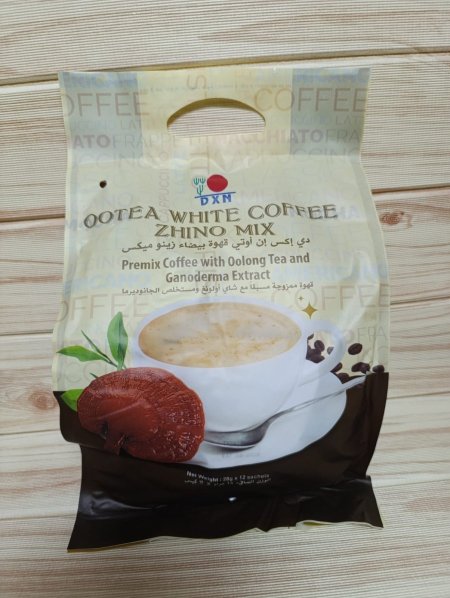 COFFEE
COFFEE
DXN
OOTEA WHITE COFFEE
ZHINO MIX
دي إكس إن أوتي قهوة بيضاء زينو ميكس
Premix Coffee with Oolong Tea and
Ganoderma Extract
قهوة ممزوجة مسبقا مع شاي أولونغ ومستخلص الجانوديرما
Net Weight : 28g x 12 sachets